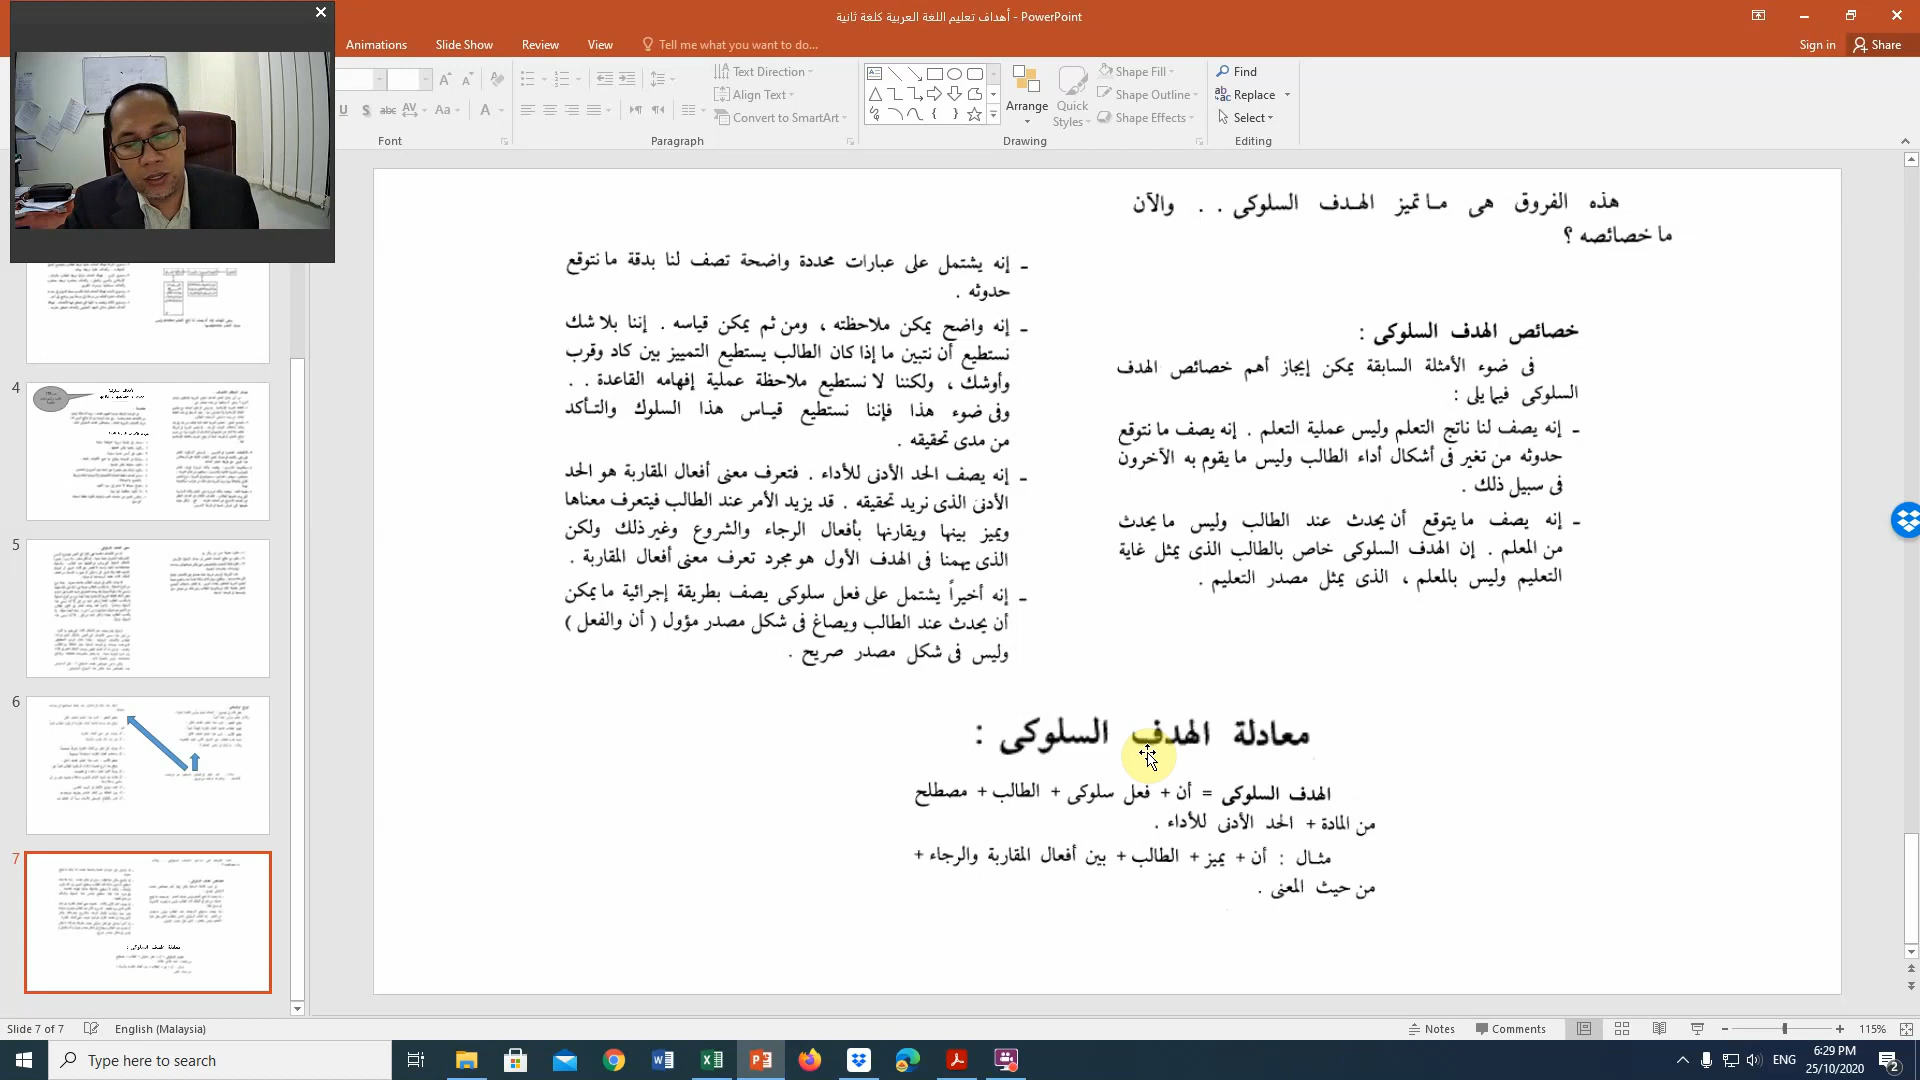 أهداف تعليم اللغة العربية كلغة ثانية - PowerPoint
Animations Slide Show Review View Tell me what you want to do...
Sign in Share
Text Direction
Align Text
Convert to SmartArt
Arrange
Quick Styles
Shape Fill
Shape Outline
Shape Effects
Find
Replace
Select
Font Paragraph Drawing Editing
هذه الفروق هى مـا تميز الهـدف السلوكى . . والآن
ما خصائصه ؟
خصائص الهدف السلوكى :
فى ضوء الأمثلة السابقة يمكن إيجاز أهم خصائص الهدف
السلوكى فيما يلى :
ـ إنه يصف لنا ناتج التعلم وليس عملية التعلم . إنه يصف ما نتوقع
حدوثه من تغير فى أشكال أداء الطالب وليس ما يقوم به الآخرون
فى سبيل ذلك .
ـ إنه يصف ما يتوقع أن يحدث عند الطالب وليس ما يحدث
من المعلم . إن الهدف السلوكى خاص بالطالب الذى يمثل غاية
التعليم وليس بالمعلم ، الذى يمثل مصدر التعليم .
ـ إنه يشتمل على عبارات محددة واضحة تصف لنا بدقة ما نتوقع
حدوثه .
ـ إنه واضح يمكن ملاحظته ، ومن ثم يمكن قياسه . إننا بلا شك
نستطيع أن نتبين ما إذا كان الطالب يستطيع التمييز بين كاد وقرب
وأوشك ، ولكننا لا نستطيع ملاحظة عملية إفهامه القاعدة . .
وفى ضوء هذا فإننا نستطيع قيـاس هذا السلوك والتـأكد
من مدى تحقيقه .
ـ إنه يصف الحد الأدنى للأداء . فتعرف معنى أفعال المقاربة هو الحد
الأدنى الذى نريد تحقيقه . قد يزيد الأمر عند الطالب فيتعرف معناها
ويميز بينها ويقارنها بأفعال الرجاء والشروع وغير ذلك ولكن
الذى يهمنا فى الهدف الأول هو مجرد تعرف معنى أفعال المقاربة .
ـ إنه أخيراً يشتمل على فعل سلوكى يصف بطريقة إجرائية ما يمكن
أن يحدث عند الطالب ويصاغ فى شكل مصدر مؤول ( أن والفعل )
وليس فى شكل مصدر صريح .
معادلة الهدف السلوكى :
الهدف السلوكى = أن + فعل سلوكى + الطالب + مصطلح
من المادة + الحد الأدنى للأداء .
مثـال : أن + يميز + الطالب + بين أفعال المقاربة والرجاء +
من حيث المعنى .
4
5
6
7
معادلة الهدف السلوكى :
Slide 7 of 7 English (Malaysia) Notes Comments 115%
Type here to search
ENG
6:29 PM
25/10/2020
2